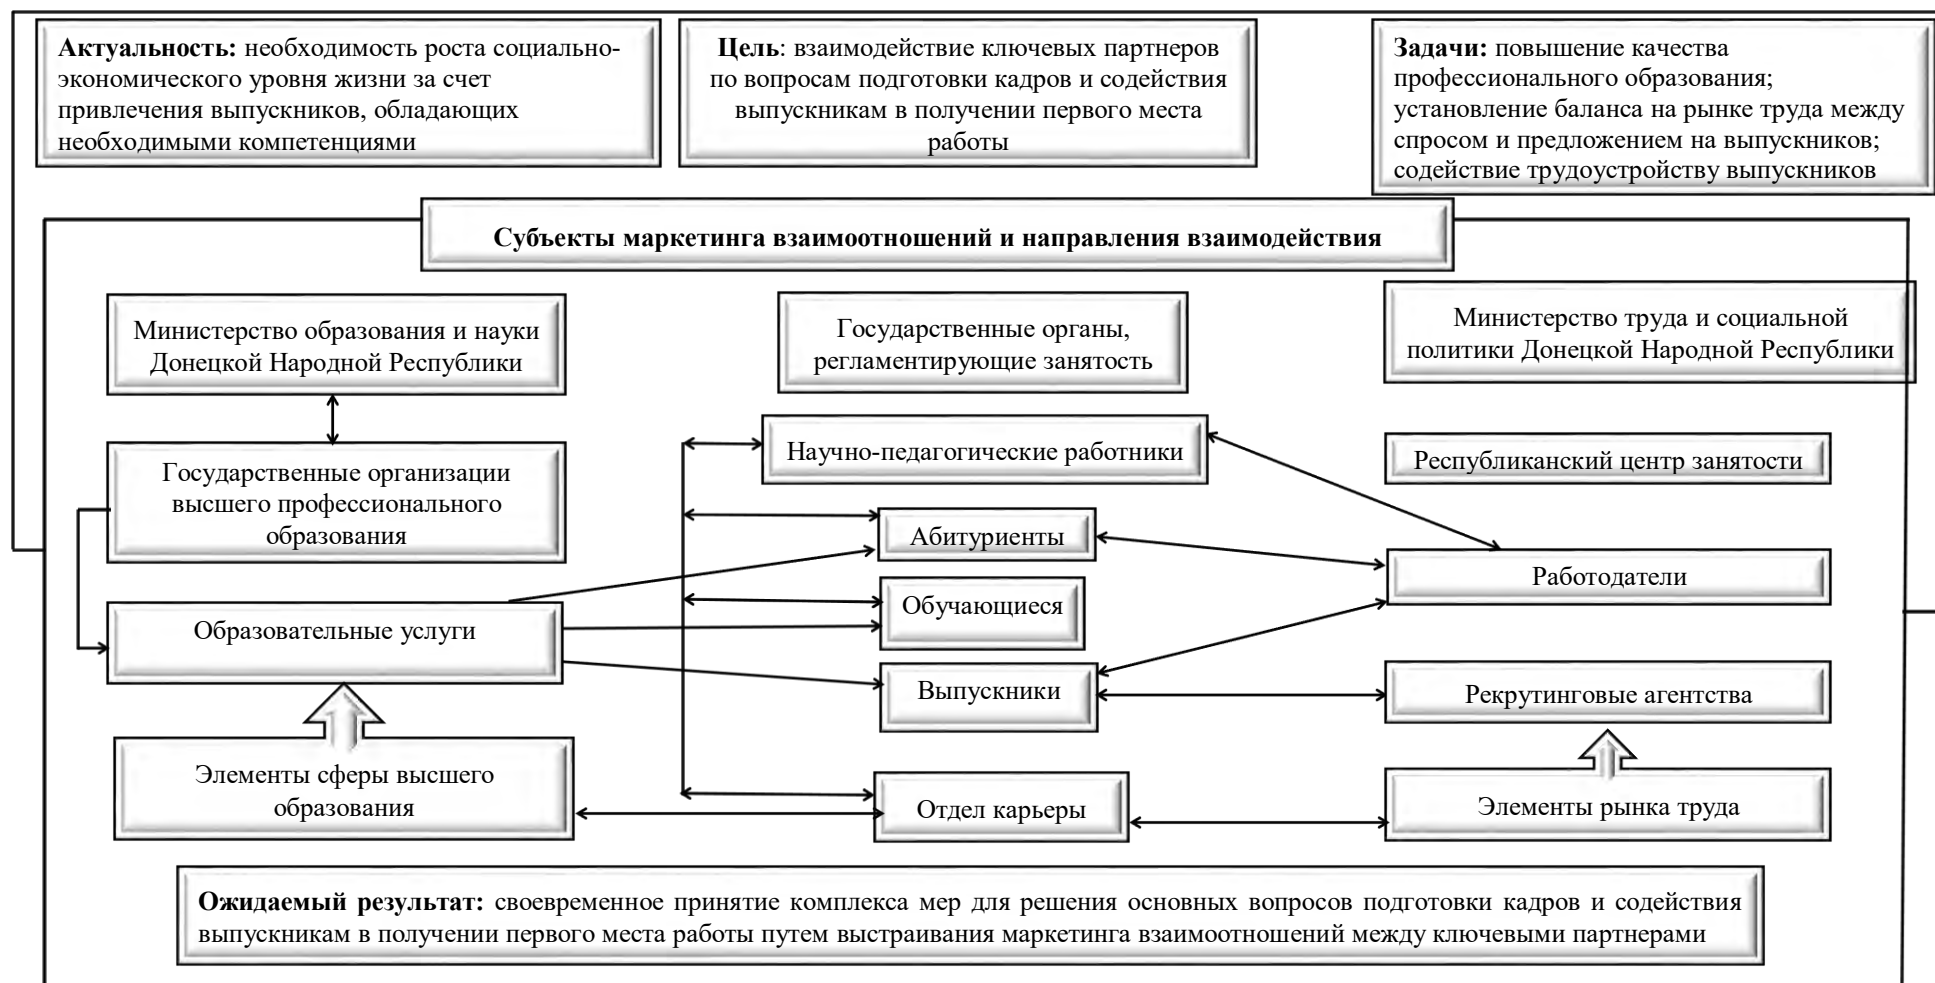 Актуальность: необходимость роста социально-
экономического уровня жизни за счет
привлечения выпускников, обладающих
необходимыми компетенциями
Цель: взаимодействие ключевых партнеров
по вопросам подготовки кадров и содействия
выпускникам в получении первого места
работы
Задачи: повышение качества
профессионального образования;
установление баланса на рынке труда между
спросом и предложением на выпускников;
содействие трудоустройству выпускников
Субъекты маркетинга взаимоотношений и направления взаимодействия
Министерство образования и науки
Донецкой Народной Республики
Государственные органы,
регламентирующие занятость
Министерство труда и социальной
политики Донецкой Народной Республики
Государственные организации
высшего профессионального
образования
Научно-педагогические работники
Республиканский центр занятости
Абитуриенты
Работодатели
Обучающиеся
Образовательные услуги
Выпускники
Рекрутинговые агентства
Элементы сферы высшего
образования
Отдел карьеры
Элементы рынка труда
Ожидаемый результат: своевременное принятие комплекса мер для решения основных вопросов подготовки кадров и содействия
выпускникам в получении первого места работы путем выстраивания маркетинга взаимоотношений между ключевыми партнерами